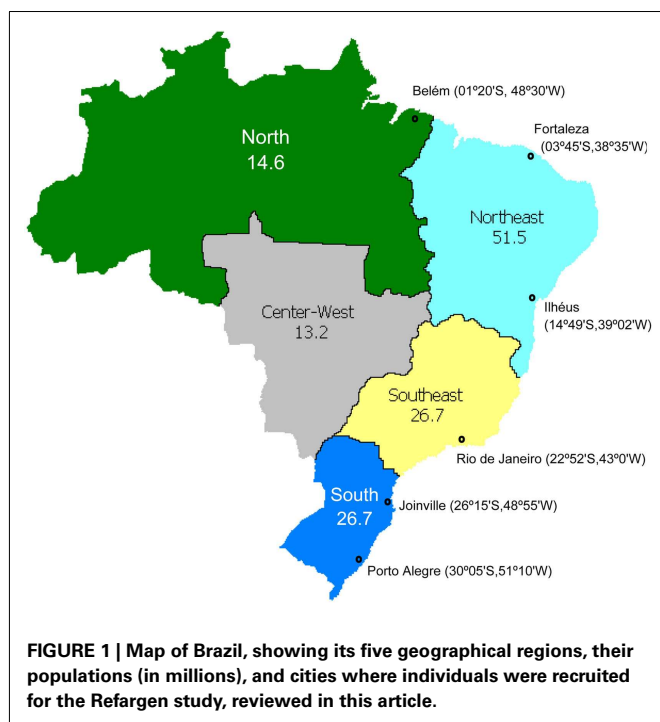 Belém (01º20'S, 48º30'W)
North
14.6
Fortaleza
(03º45'S,38º35'W)
Northeast
51.5
Ilhéus
(14º49'S,39º02'W)
Center-West
13.2
Southeast
26.7
Rio de Janeiro (22º52'S,43º0'W)
South
26.7
Joinville (26º15'S,48º55'W)
Porto Alegre (30º05'S,51º10'W)
FIGURE 1 | Map of Brazil, showing its five geographical regions, their
populations (in millions), and cities where individuals were recruited
for the Refargen study, reviewed in this article.